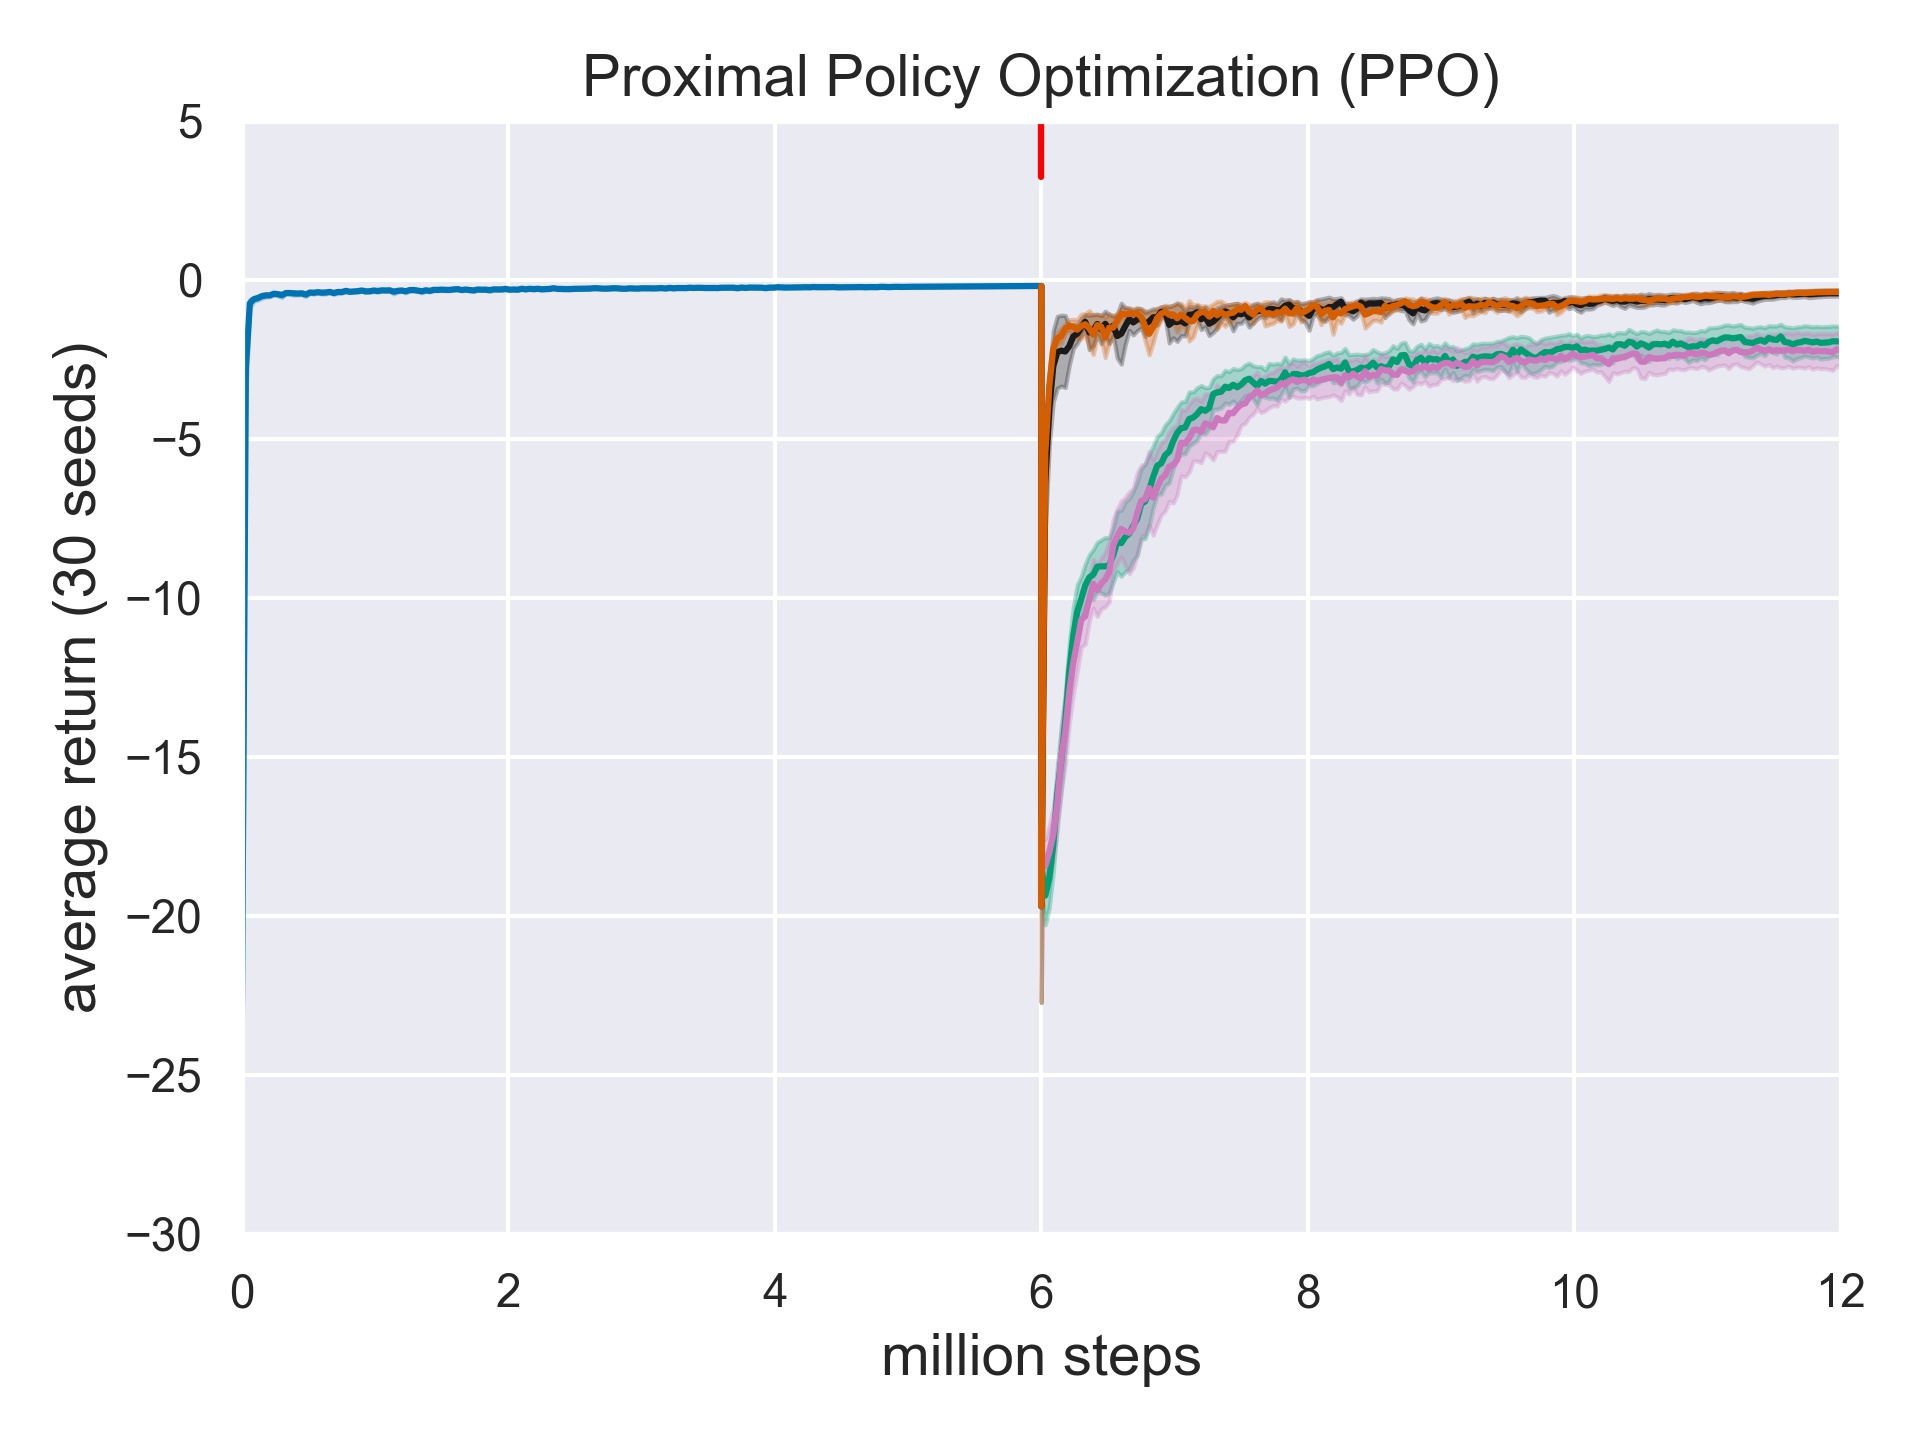 Proximal Policy Optimization (PPO)
5
0
−5
−10
−15
−20
−25
−30
average return (30 seeds)
0 2 4 6 8 10 12
million steps